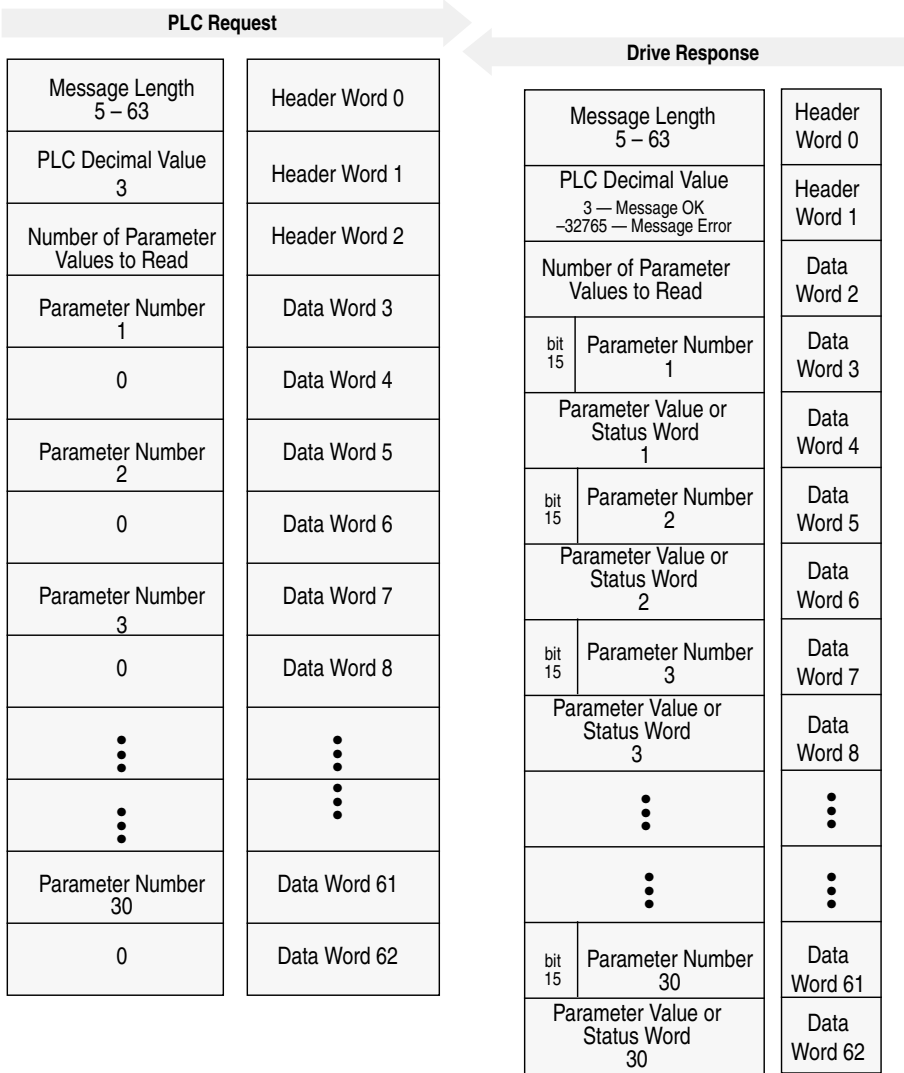 PLC Request
Message Length
5 – 63
Header Word 0
PLC Decimal Value
3
Header Word 1
Number of Parameter
Values to Read
Header Word 2
Parameter Number
1
Data Word 3
0
Data Word 4
Parameter Number
2
Data Word 5
0
Data Word 6
Parameter Number
3
Data Word 7
0
Data Word 8
Parameter Number
30
Data Word 61
0
Data Word 62
Drive Response
Message Length
5 – 63
Header
Word 0
PLC Decimal Value
3 — Message OK
–32765 — Message Error
Header
Word 1
Number of Parameter
Values to Read
Data
Word 2
bit
15
Parameter Number
1
Data
Word 3
Parameter Value or
Status Word
1
Data
Word 4
bit
15
Parameter Number
2
Data
Word 5
Parameter Value or
Status Word
2
Data
Word 6
bit
15
Parameter Number
3
Data
Word 7
Parameter Value or
Status Word
3
Data
Word 8
bit
15
Parameter Number
30
Data
Word 61
Parameter Value or
Status Word
30
Data
Word 62